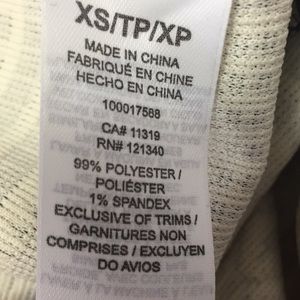 XS/TP/XP
MADE IN CHINA
FABRIQUÉ EN CHINE
HECHO EN CHINA
100017568
CA# 11319
RN# 121340
99% POLYESTER /
POLIÉSTER
1% SPANDEX
EXCLUSIVE OF TRIMS /
GARNITURES NON
COMPRISES / EXCLUYEN
DO AVIOS